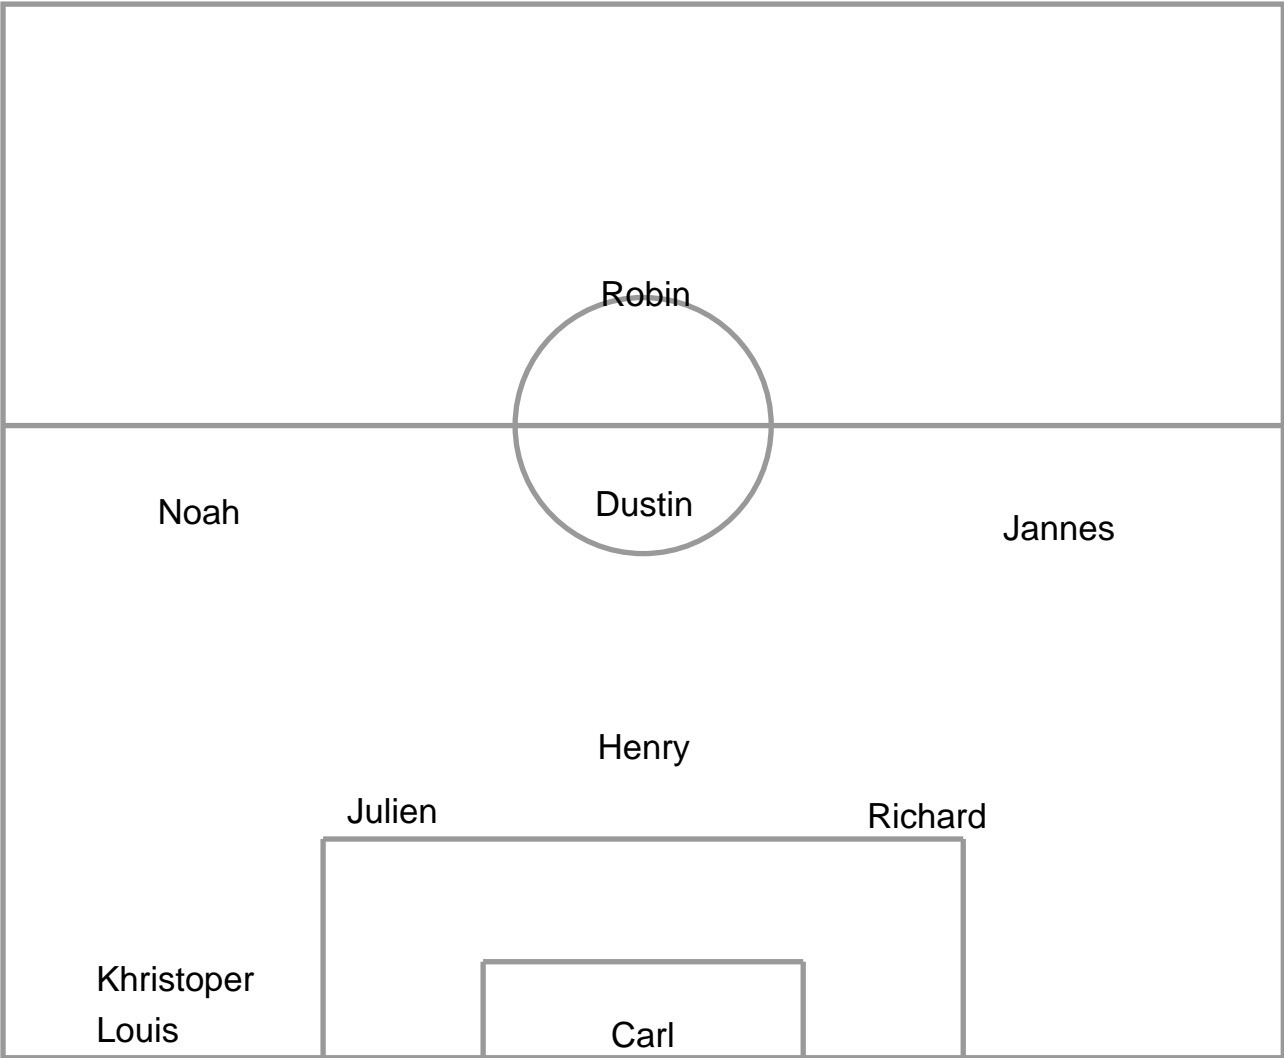 Robin
Noah
Dustin
Jannes
Henry
Julien
Richard
Khristoper
Louis
Carl